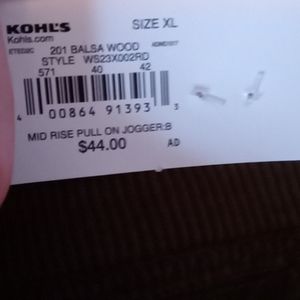 KOHL'S SIZE XL
Kohls.com
201 BALSA WOOD
STYLE WS23X002RD
571 40 42
4 00864 91393 3
MID RISE PULL ON JOGGER:B
$44.00 AD